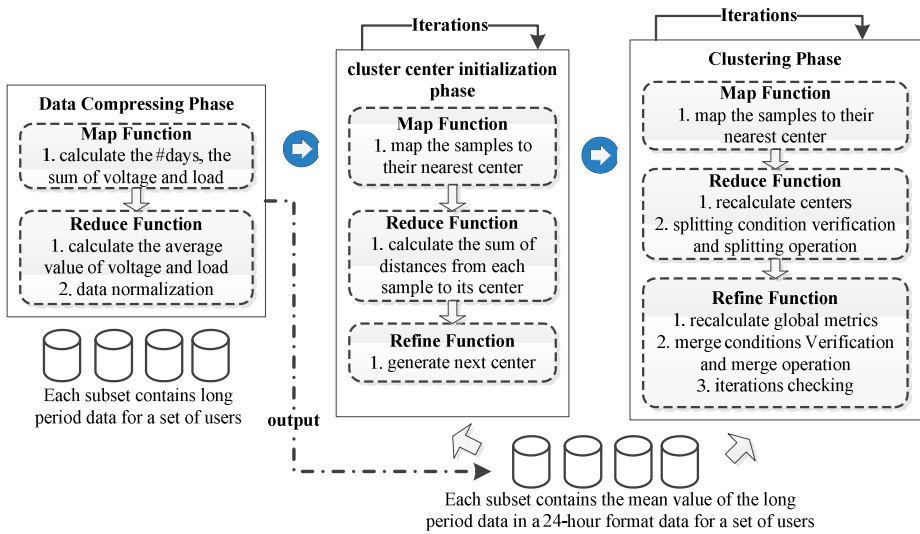 Data Compressing Phase
Map Function
1. calculate the #days, the
sum of voltage and load
Reduce Function
1. calculate the average
value of voltage and load
2. data normalization
Each subset contains long
period data for a set of users
output
Iterations
cluster center initialization
phase
Map Function
1. map the samples to
their nearest center
Reduce Function
1. calculate the sum of
distances from each
sample to its center
Refine Function
1. generate next center
Iterations
Clustering Phase
Map Function
1. map the samples to their
nearest center
Reduce Function
1. recalculate centers
2. splitting condition verification
and splitting operation
Refine Function
1. recalculate global metrics
2. merge conditions Verification
and merge operation
3. iterations checking
Each subset contains the mean value of the long
period data in a 24-hour format data for a set of users